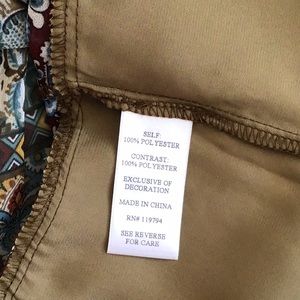 SELF:
100% POLYESTER
CONTRAST:
100% POLYESTER
EXCLUSIVE OF
DECORATION
MADE IN CHINA
RN# 119794
SEE REVERSE
FOR CARE